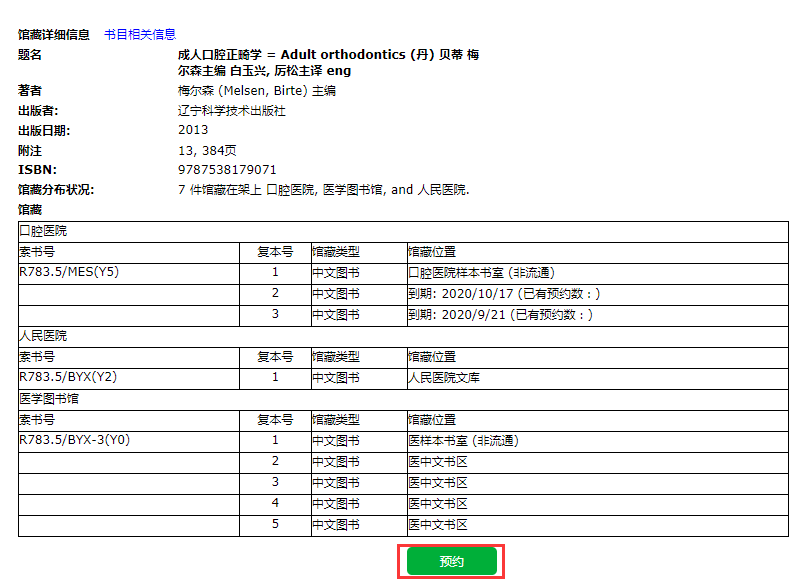 馆藏详细信息 书目相关信息
题名 成人口腔正畸学 = Adult orthodontics (丹) 贝蒂 梅
尔森主编 白玉兴, 厉松主译 eng
著者 梅尔森 (Melsen, Birte) 主编
出版者: 辽宁科学技术出版社
出版日期: 2013
附注 13, 384页
ISBN: 9787538179071
馆藏分布状况: 7 件馆藏在架上 口腔医院, 医学图书馆, and 人民医院.
馆藏
口腔医院
索书号 复本号 馆藏类型 馆藏位置
R783.5/MES(Y5) 1 中文图书 口腔医院样本书室 (非流通)
2 中文图书 到期: 2020/10/17 (已有预约数：)
3 中文图书 到期: 2020/9/21 (已有预约数：)
人民医院
索书号 复本号 馆藏类型 馆藏位置
R783.5/BYX(Y2) 1 中文图书 人民医院文库
医学图书馆
索书号 复本号 馆藏类型 馆藏位置
R783.5/BYX-3(Y0) 1 中文图书 医样本书室 (非流通)
2 中文图书 医中文书区
3 中文图书 医中文书区
4 中文图书 医中文书区
5 中文图书 医中文书区
预约